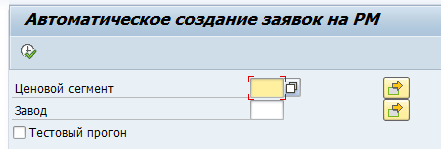 Автоматическое создание заявок на РМ
Ценовой сегмент
Завод
Тестовый прогон